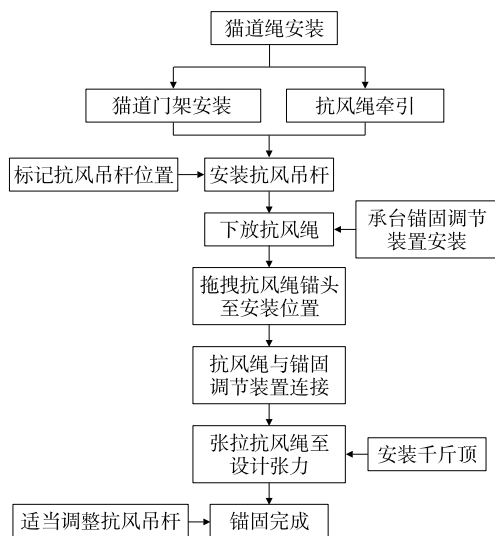 猫道绳安装
猫道门架安装
抗风绳牵引
标记抗风吊杆位置
安装抗风吊杆
下放抗风绳
承台锚固调节
装置安装
拖拽抗风绳锚头
至安装位置
抗风绳与锚固
调节装置连接
张拉抗风绳至
设计张力
安装千斤顶
适当调整抗风吊杆
锚固完成